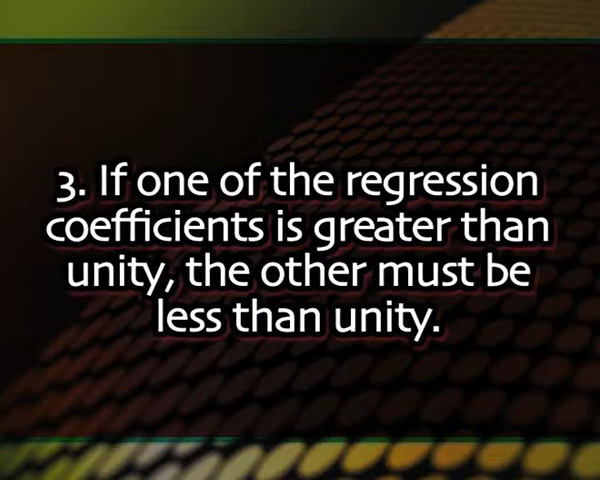 3. If one of the regression
coefficients is greater than
unity, the other must be
less than unity.